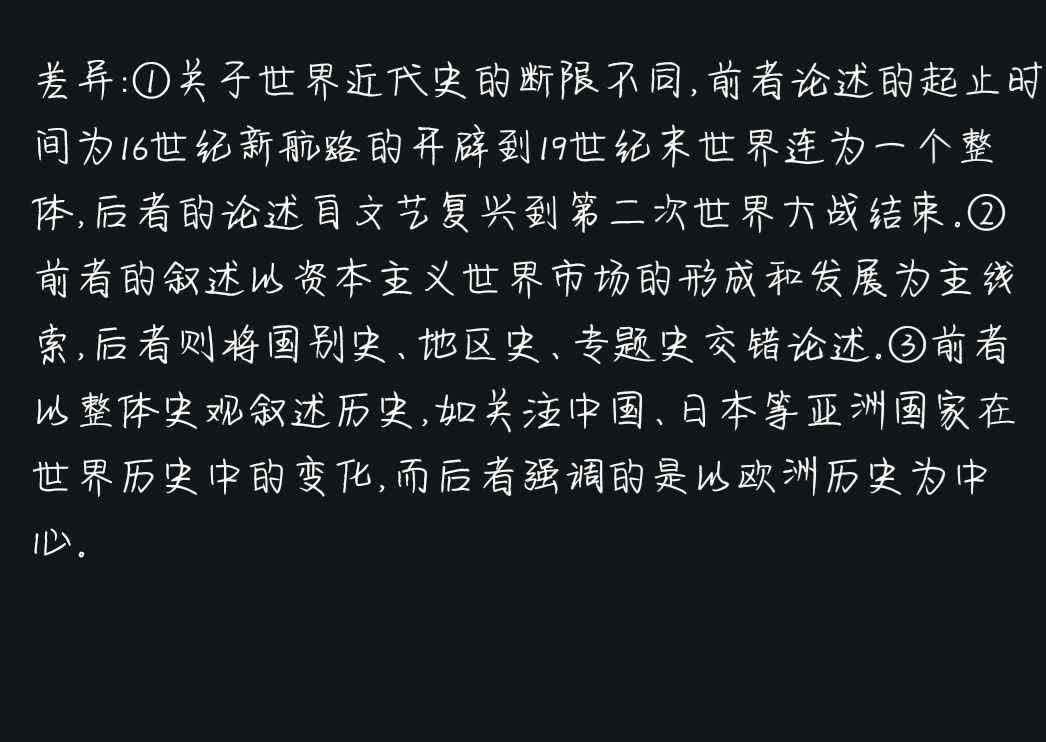 差异:①关于世界近代史的断限不同,前者论述的起止时
间为16世纪新航路的开辟到19世纪末世界连为一个整
体,后者的论述自文艺复兴到第二次世界大战结束.②
前者的叙述以资本主义世界市场的形成和发展为主线
索,后者则将国别史、地区史、专题史交错论述.③前者
以整体史观叙述历史,如关注中国、日本等亚洲国家在
世界历史中的变化,而后者强调的是以欧洲历史为中
心.